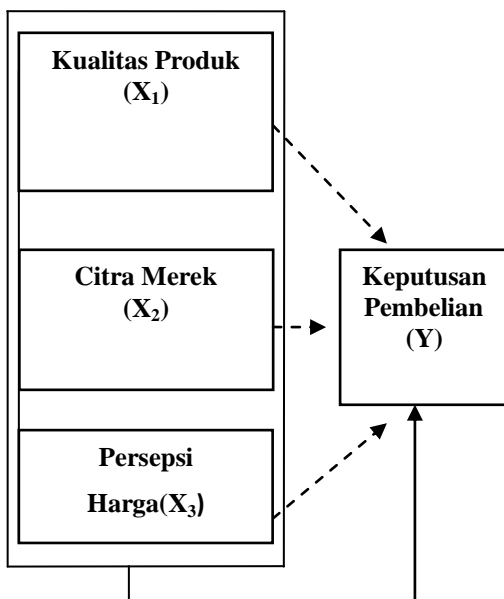 Kualitas Produk
(X₁)
Citra Merek
(X₂)
Persepsi
Harga(X₃)
Keputusan
Pembelian
(Y)